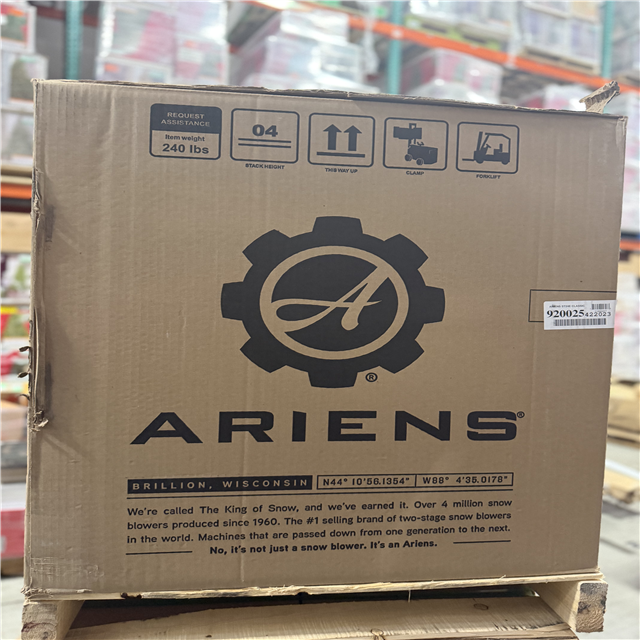 REQUEST
ASSISTANCE
Item weight
240 lbs
04
STACK HEIGHT
THIS WAY UP
CLAMP
FORKLIFT
A
®
920025422023
ARIENS®
BRILLION, WISCONSIN N44° 10'56.1354" W88° 4'35.0178"
We're called The King of Snow, and we've earned it. Over 4 million snow
blowers produced since 1960. The #1 selling brand of two-stage snow blowers
in the world. Machines that are passed down from one generation to the next.
No, it's not just a snow blower. It's an Ariens.